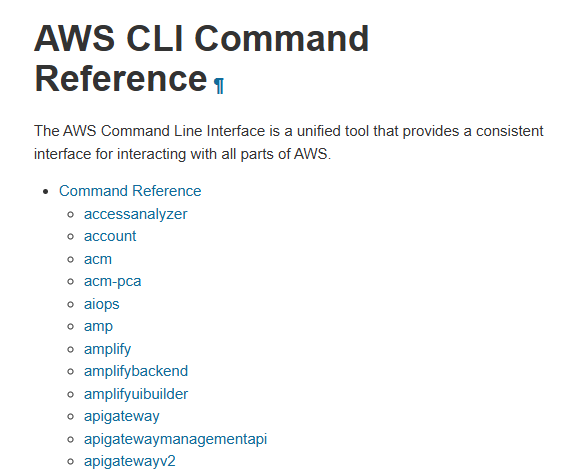 AWS CLI Command
Reference¶
The AWS Command Line Interface is a unified tool that provides a consistent
interface for interacting with all parts of AWS.
Command Reference
accessanalyzer
account
acm
acm-pca
aiops
amp
amplify
amplifybackend
amplifyuibuilder
apigateway
apigatewaymanagementapi
apigatewayv2